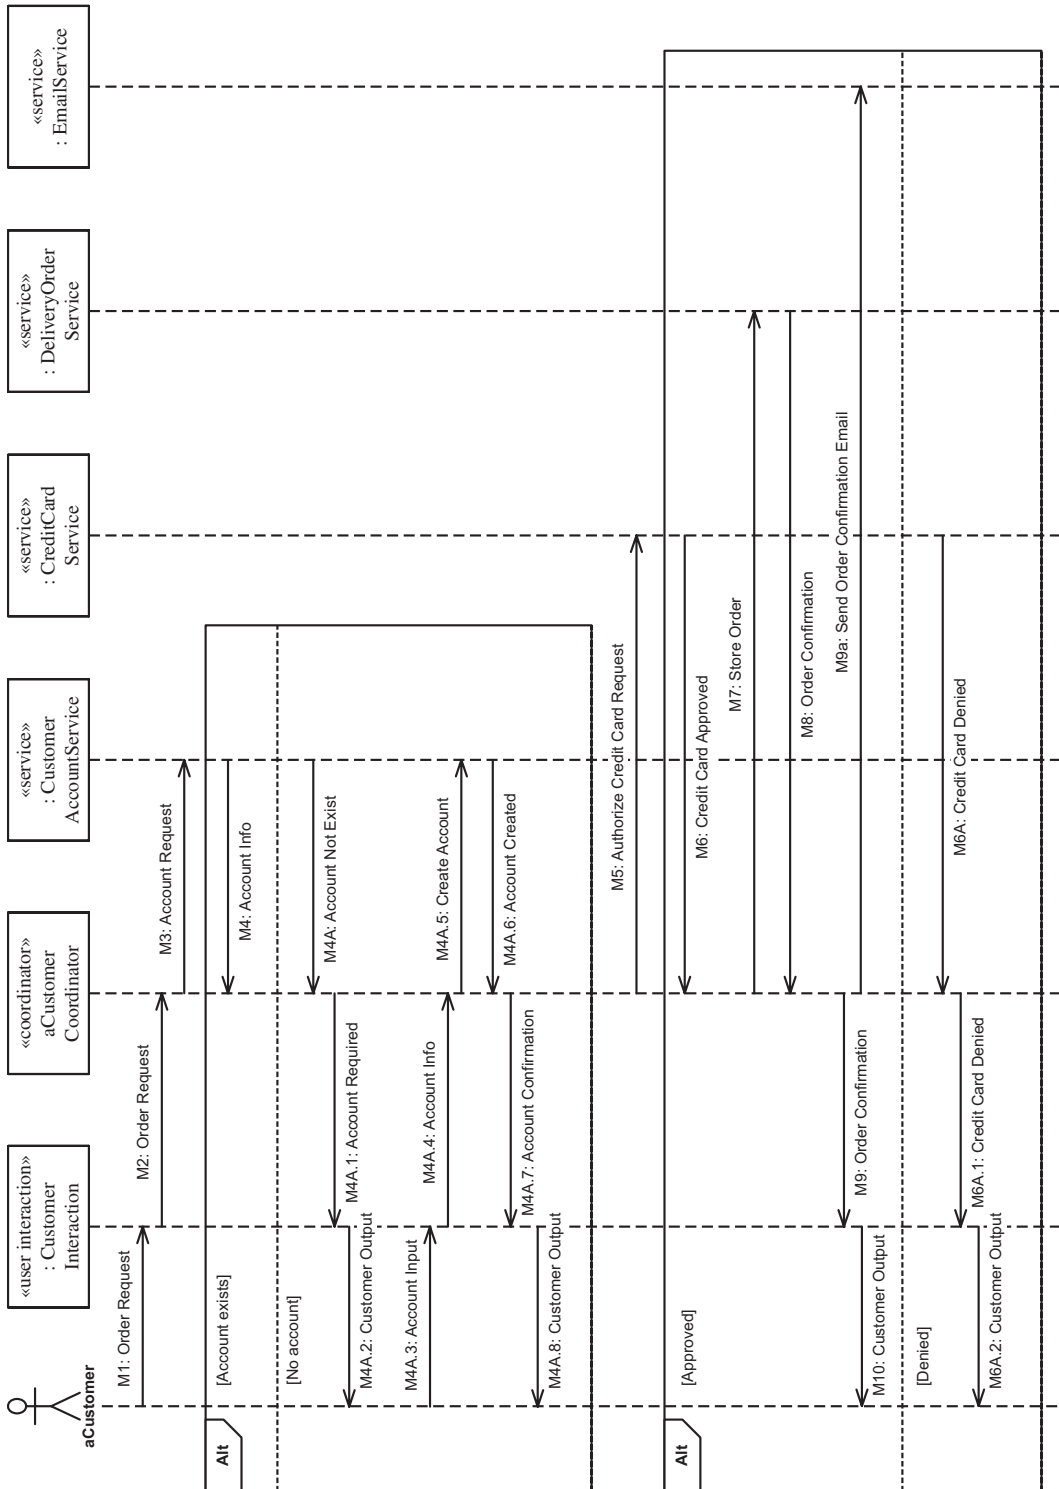 aCustomer
«user interaction»
: Customer
Interaction
«coordinator»
aCustomer
Coordinator
«service»
: Customer
AccountService
«service»
: CreditCard
Service
«service»
: DeliveryOrder
Service
«service»
: EmailService
M1: Order Request
M2: Order Request
M3: Account Request
Alt
[Account exists]
M4: Account Info
[No account]
M4A: Account Not Exist
M4A.1: Account Required
M4A.2: Customer Output
M4A.3: Account Input
M4A.4: Account Info
M4A.5: Create Account
M4A.6: Account Created
M4A.7: Account Confirmation
M4A.8: Customer Output
M5: Authorize Credit Card Request
Alt
[Approved]
M6: Credit Card Approved
M7: Store Order
M8: Order Confirmation
M9: Order Confirmation
M9a: Send Order Confirmation Email
M10: Customer Output
[Denied]
M6A: Credit Card Denied
M6A.1: Credit Card Denied
M6A.2: Customer Output